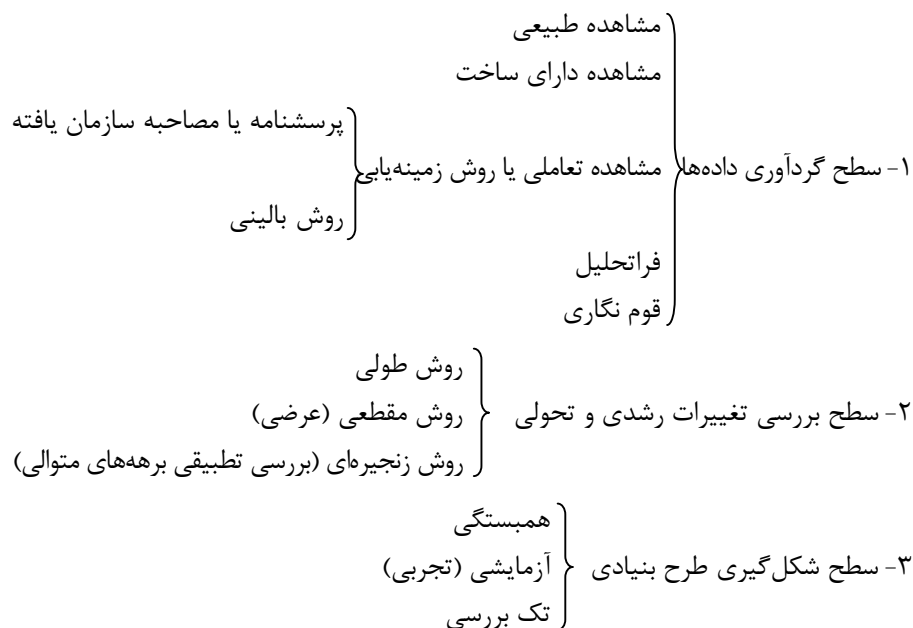 مشاهده طبیعی
مشاهده دارای ساخت
پرسشنامه یا مصاحبه سازمان یافته
۱- سطح گردآوری داده‌ها
مشاهده تعاملی یا روش زمینه‌یابی
روش بالینی
فراتحلیل
قوم نگاری
روش طولی
۲- سطح بررسی تغییرات رشدی و تحولی
روش مقطعی (عرضی)
روش زنجیره‌ای (بررسی تطبیقی برهه‌های متوالی)
همبستگی
۳- سطح شکل‌گیری طرح بنیادی
آزمایشی (تجربی)
تک بررسی